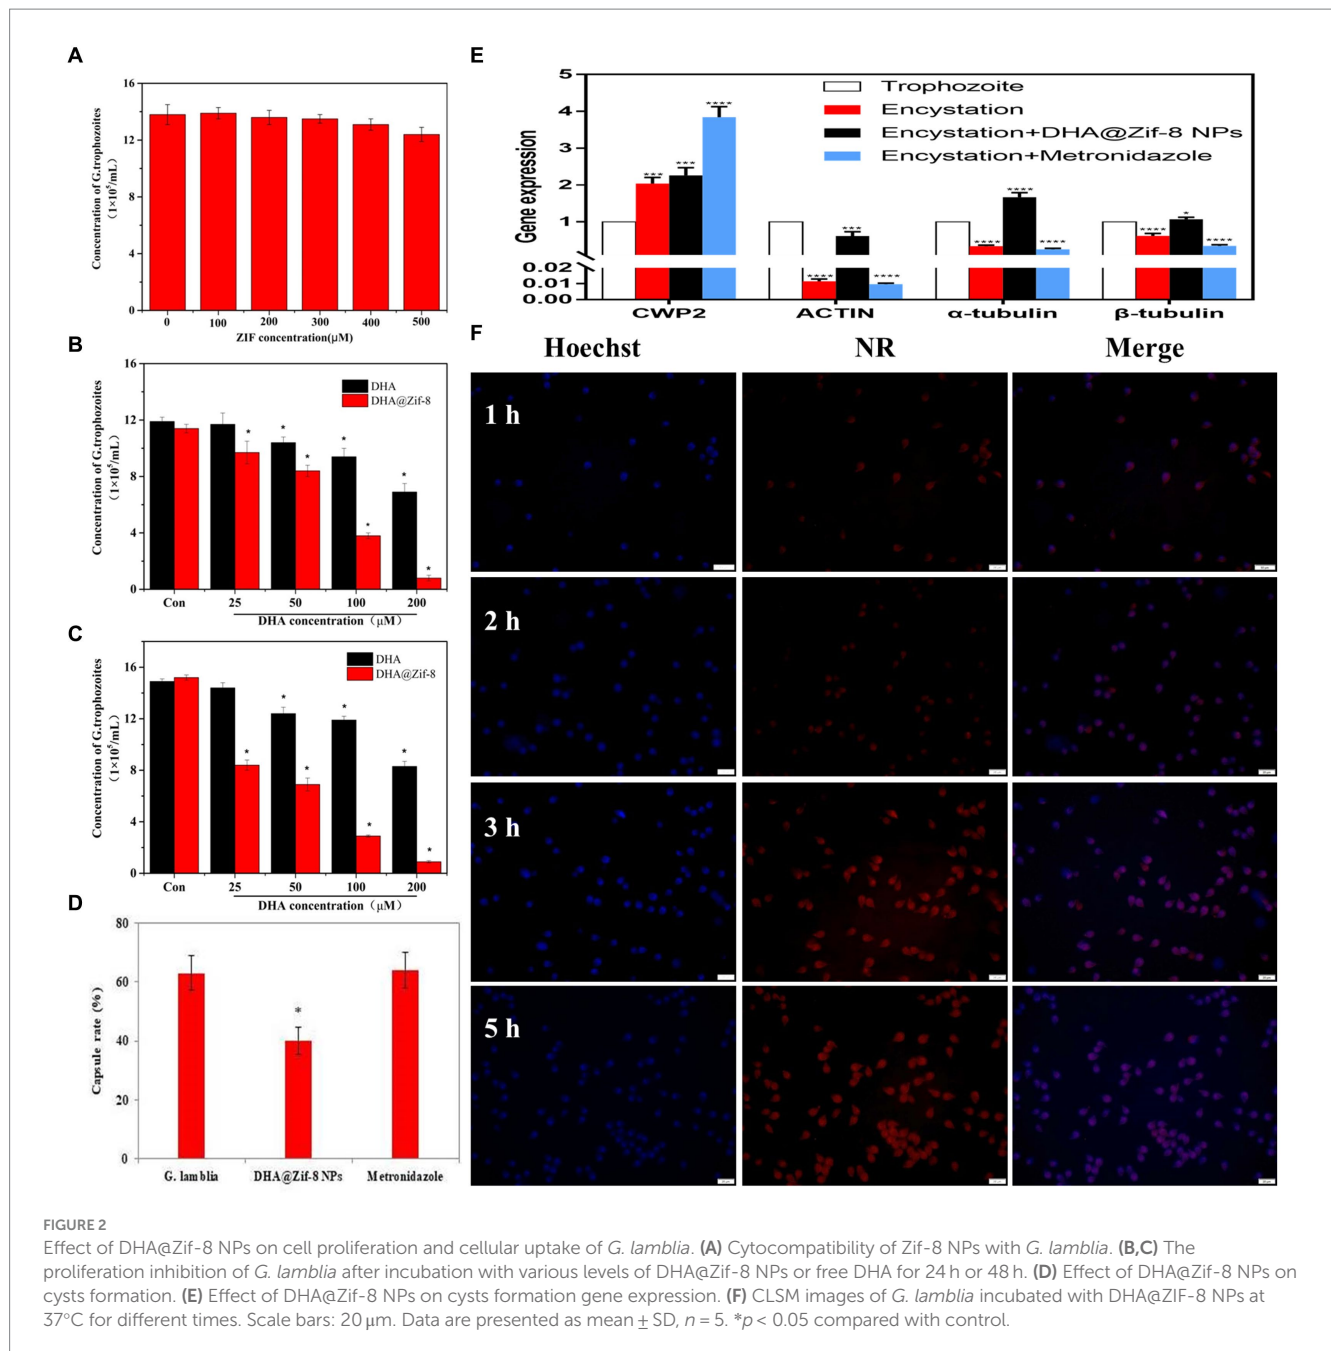 A
16
12
8
4
0
Concentration of G.trophozoites
(1×10⁵/mL)
0 100 200 300 400 500
ZIF concentration(μM)
B
16
12
8
4
0
Concentration of G.trophozoites
(1×10⁵/mL)
DHA
DHA@Zif-8
* * * * * * *
Con 25 50 100 200
DHA concentration (μM)
C
16
12
8
4
0
Concentration of G.trophozoites
(1×10⁵/mL)
DHA
DHA@Zif-8
* * * * * * *
Con 25 50 100 200
DHA concentration (μM)
D
80
60
40
20
0
Capsule rate (%)
*
G. lamblia DHA@Zif-8 NPs Metronidazole
E
5
4
3
2
1
0.02
0.01
0.00
Gene expression
Trophozoite
Encystation
Encystation+DHA@Zif-8 NPs
Encystation+Metronidazole
*** *** **** **** *** **** **** **** **** **** * ****
CWP2 ACTIN α-tubulin β-tubulin
F
Hoechst NR Merge
1 h
2 h
3 h
5 h
FIGURE 2
Effect of DHA@Zif-8 NPs on cell proliferation and cellular uptake of G. lamblia. (A) Cytocompatibility of Zif-8 NPs with G. lamblia. (B,C) The
proliferation inhibition of G. lamblia after incubation with various levels of DHA@Zif-8 NPs or free DHA for 24 h or 48 h. (D) Effect of DHA@Zif-8 NPs on
cysts formation. (E) Effect of DHA@Zif-8 NPs on cysts formation gene expression. (F) CLSM images of G. lamblia incubated with DHA@ZIF-8 NPs at
37°C for different times. Scale bars: 20 μm. Data are presented as mean ± SD, n = 5. *p < 0.05 compared with control.